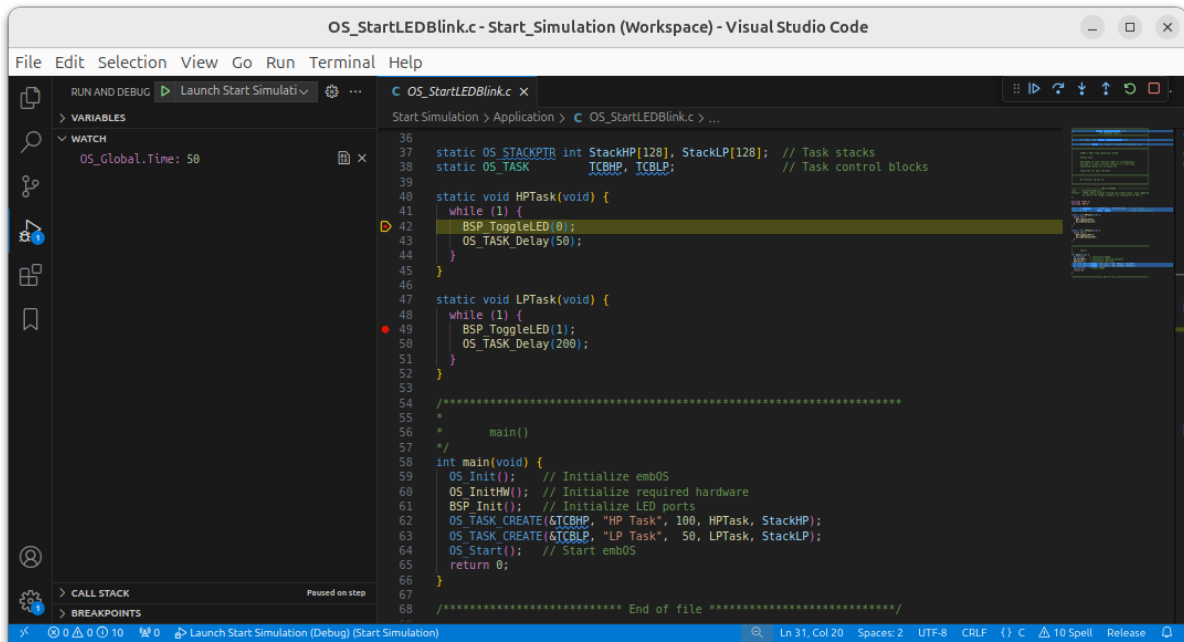 OS_StartLEDBlink.c - Start_Simulation (Workspace) - Visual Studio Code
File Edit Selection View Go Run Terminal Help
RUN AND DEBUG Launch Start Simulati
OS_StartLEDBlink.c
VARIABLES
Start Simulation > Application > C OS_StartLEDBlink.c > ...
WATCH
OS_Global.Time: 50
36
37 static OS_STACKPTR int StackHP[128], StackLP[128]; // Task stacks
38 static OS_TASK TCBHP, TCBLP; // Task control blocks
39
40 static void HPTask(void) {
41 while (1) {
42 BSP_ToggleLED(0);
43 OS_TASK_Delay(50);
44 }
45 }
46
47 static void LPTask(void) {
48 while (1) {
49 BSP_ToggleLED(1);
50 OS_TASK_Delay(200);
51 }
52 }
53
54 /*********************************************************************
55 *
56 * main()
57 */
58 int main(void) {
59 OS_Init(); // Initialize embOS
60 OS_InitHW(); // Initialize required hardware
61 BSP_Init(); // Initialize LED ports
62 OS_TASK_CREATE(&TCBHP, "HP Task", 100, HPTask, StackHP);
63 OS_TASK_CREATE(&TCBLP, "LP Task", 50, LPTask, StackLP);
64 OS_Start(); // Start embOS
65 return 0;
66 }
67
68 /*************************** End of file ****************************/
1
1
CALL STACK Paused on step
BREAKPOINTS
0 0 10 0 Launch Start Simulation (Debug) (Start Simulation) Ln 31, Col 20 Spaces: 2 UTF-8 CRLF {} C 10 Spell Release